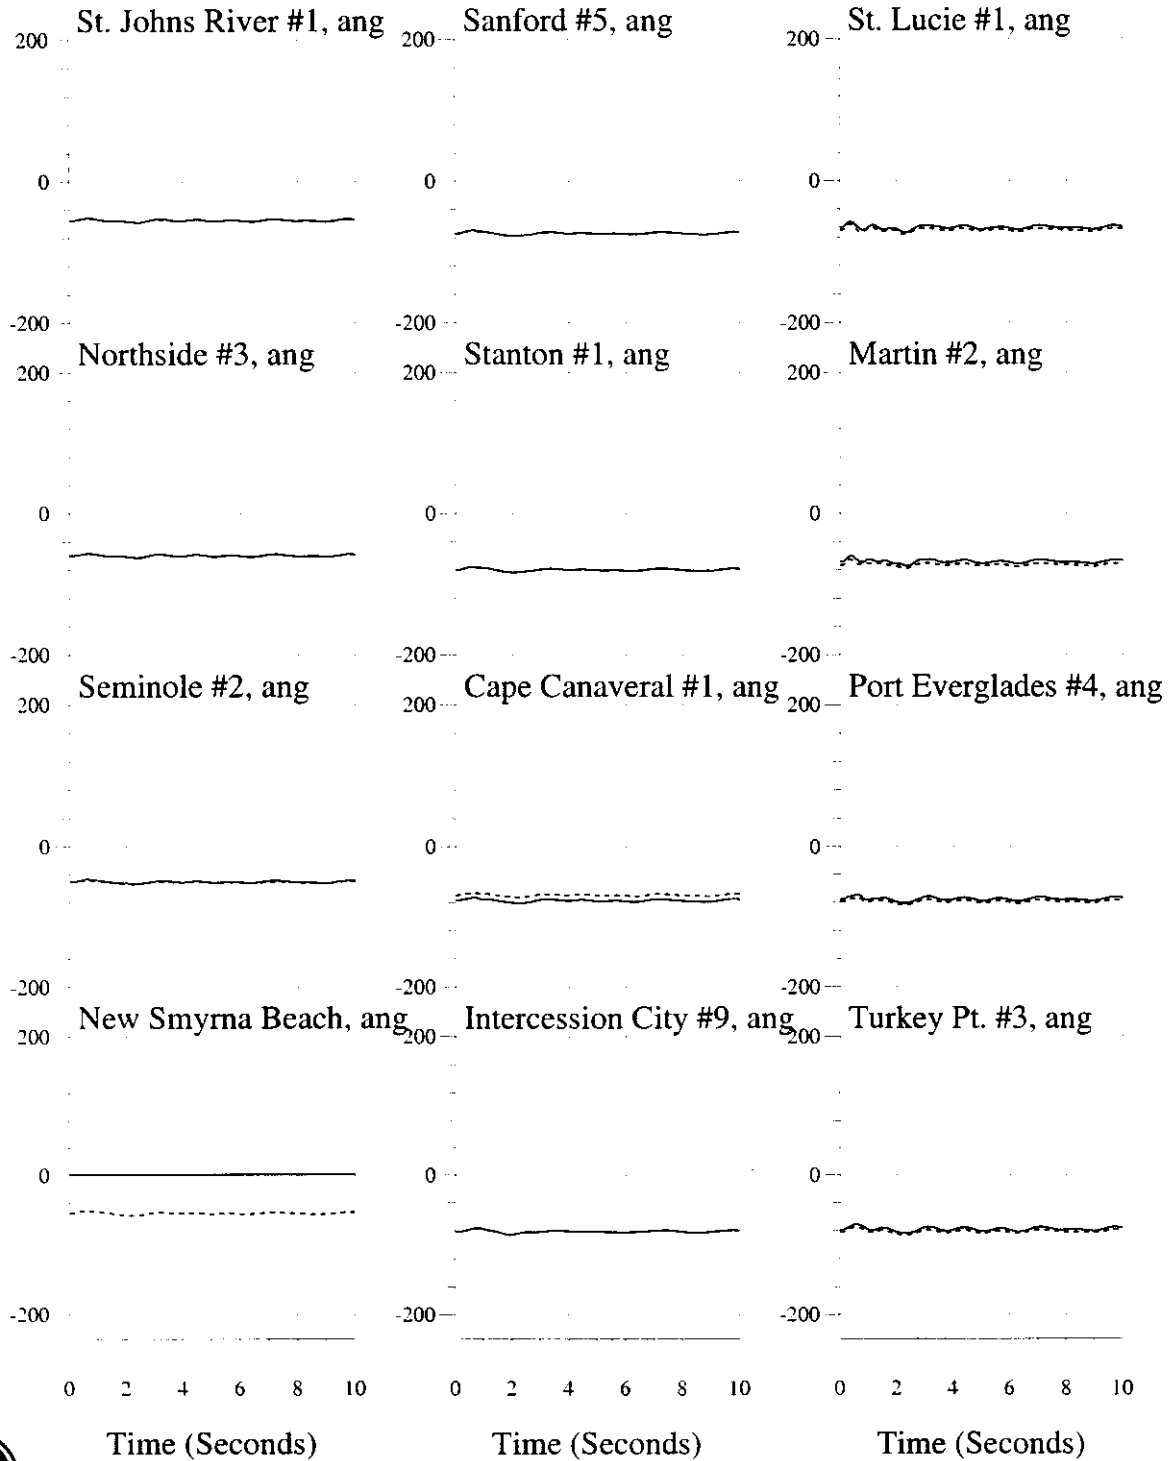 St. Johns River #1, ang
200
0
-200
Sanford #5, ang
200
0
-200
St. Lucie #1, ang
200
0
-200
Northside #3, ang
200
0
-200
Stanton #1, ang
200
0
-200
Martin #2, ang
200
0
-200
Seminole #2, ang
200
0
-200
Cape Canaveral #1, ang
200
0
-200
Port Everglades #4, ang
200
0
-200
New Smyrna Beach, ang
200
0
-200
0 2 4 6 8 10
Time (Seconds)
Intercession City #9, ang
200
0
-200
0 2 4 6 8 10
Time (Seconds)
Turkey Pt. #3, ang
200
0
-200
0 2 4 6 8 10
Time (Seconds)